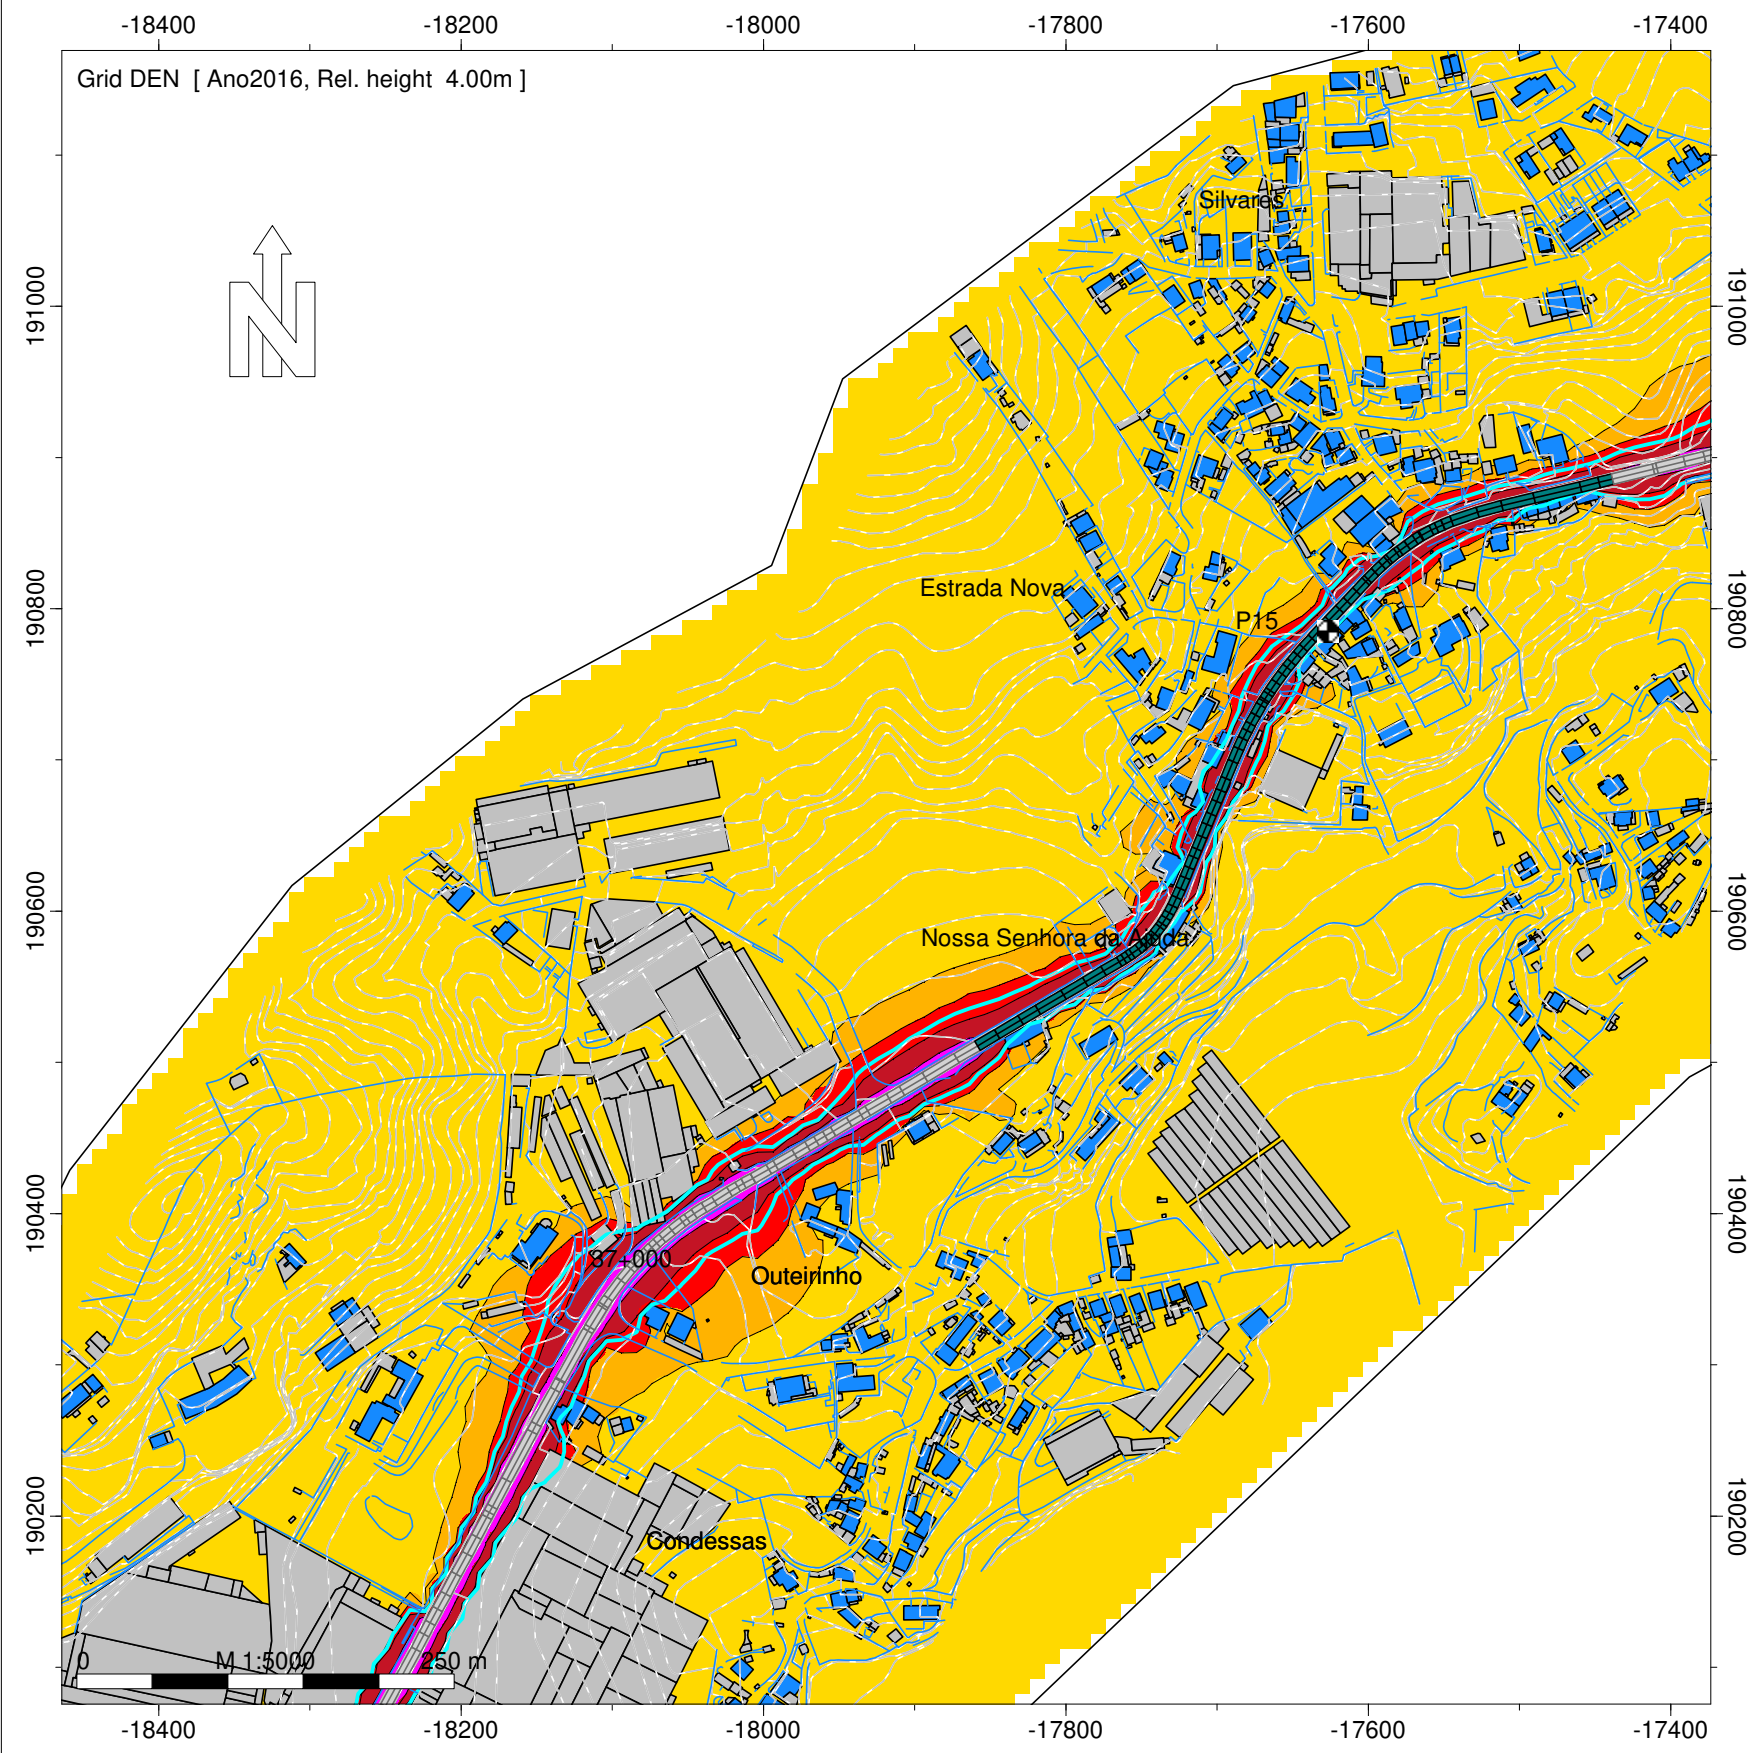 -18400 -18200 -18000 -17800 -17600 -17400
Grid DEN [ Ano2016, Rel. height 4.00m ]
Silvares
N
191000 191000
Estrada Nova
190800 190800
P15
190600 190600
Nossa Senhora da Ajuda
190400 190400
37+000
Outeirinho
190200 190200
Condessas
0 M 1:5000 250 m
-18400 -18200 -18000 -17800 -17600 -17400